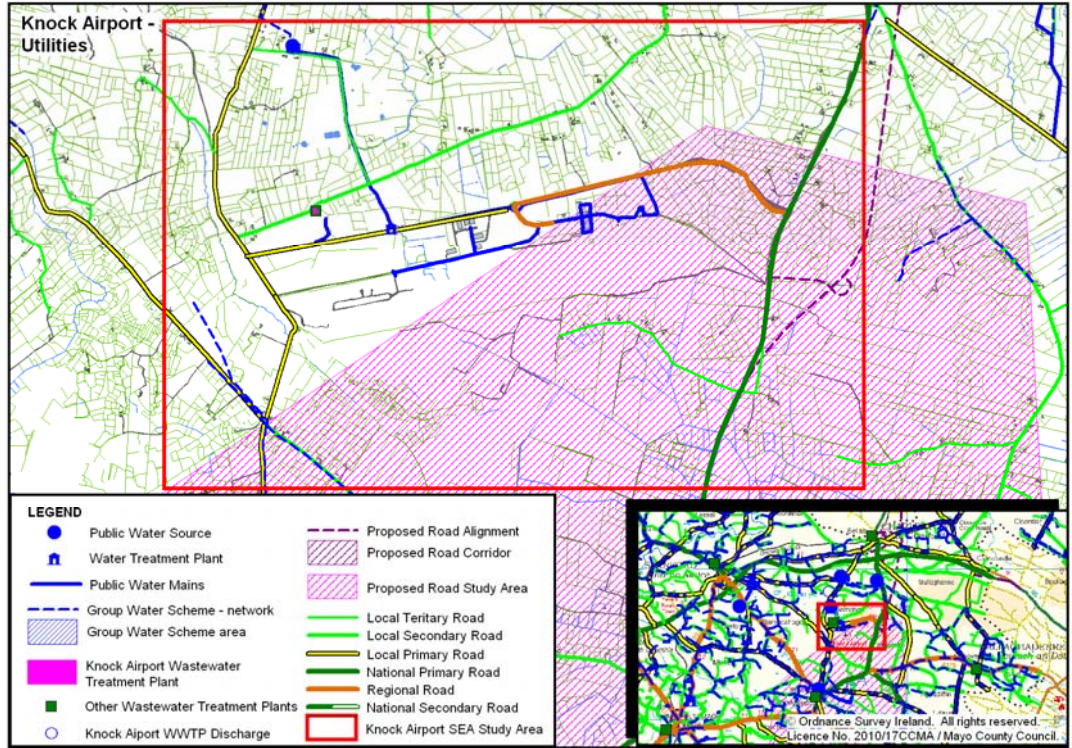 Knock Airport -
Utilities
LEGEND
Public Water Source
Water Treatment Plant
Public Water Mains
Group Water Scheme - network
Group Water Scheme area
Knock Airport Wastewater
Treatment Plant
Other Wastewater Treatment Plants
Knock Aiport WWTP Discharge
Proposed Road Alignment
Proposed Road Corridor
Proposed Road Study Area
Local Teritary Road
Local Secondary Road
Local Primary Road
National Primary Road
Regional Road
National Secondary Road
Knock Airport SEA Study Area
© Ordnance Survey Ireland. All rights reserved.
Licence No. 2010/17CCMA / Mayo County Council.